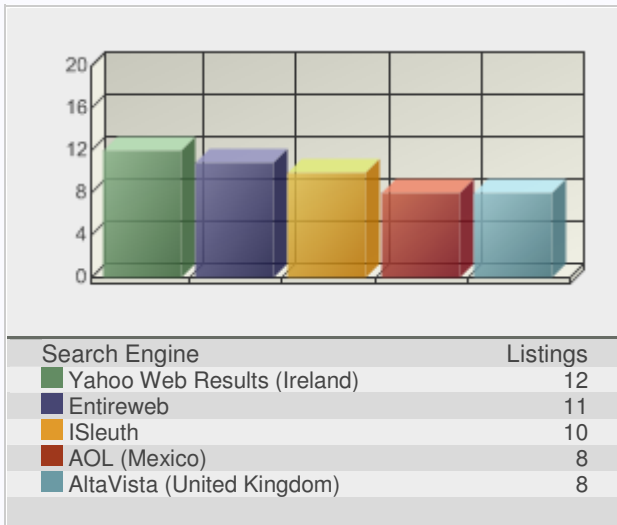 20
16
12
8
4
0
Search Engine Listings
Yahoo Web Results (Ireland) 12
Entireweb 11
ISleuth 10
AOL (Mexico) 8
AltaVista (United Kingdom) 8